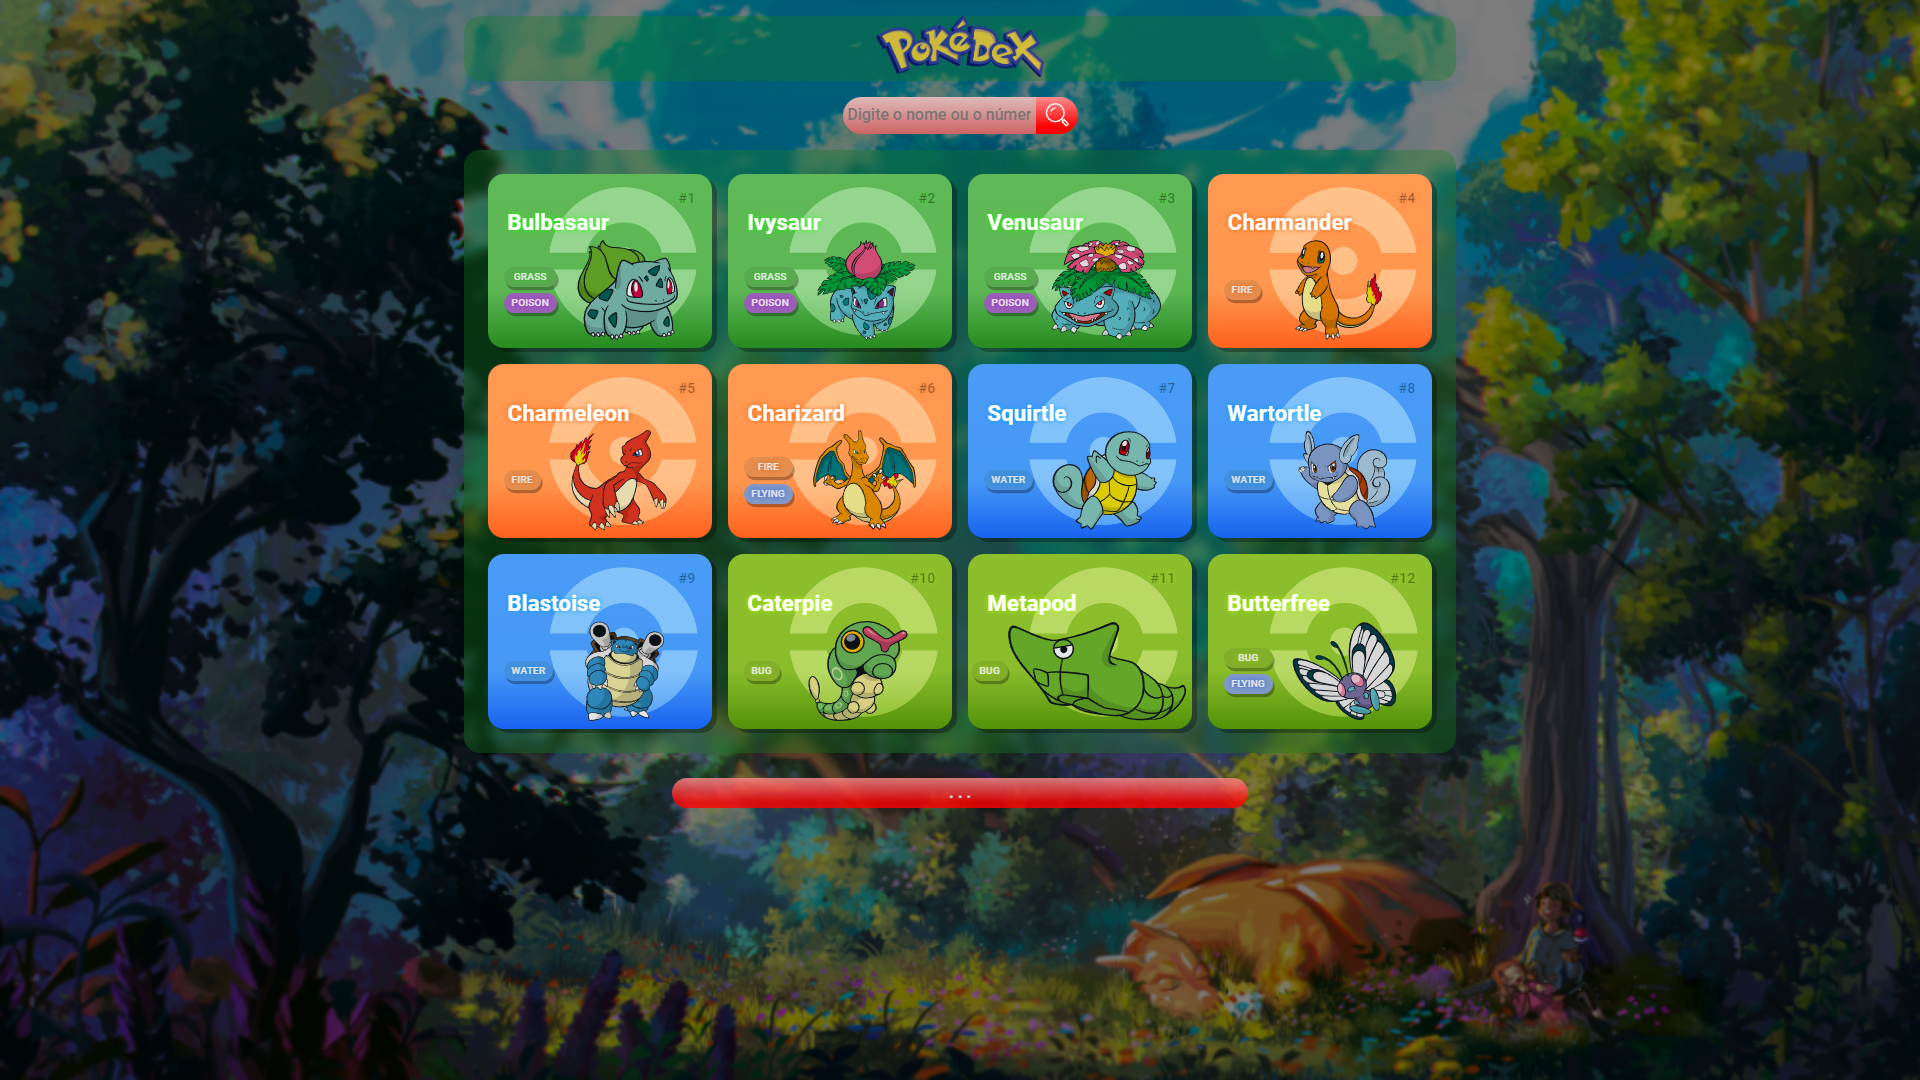 PoKéDeX
Digite o nome ou o númer
#1
Bulbasaur
GRASS
POISON
#2
Ivysaur
GRASS
POISON
#3
Venusaur
GRASS
POISON
#4
Charmander
FIRE
#5
Charmeleon
FIRE
#6
Charizard
FIRE
FLYING
#7
Squirtle
WATER
#8
Wartortle
WATER
#9
Blastoise
WATER
#10
Caterpie
BUG
#11
Metapod
BUG
#12
Butterfree
BUG
FLYING
...